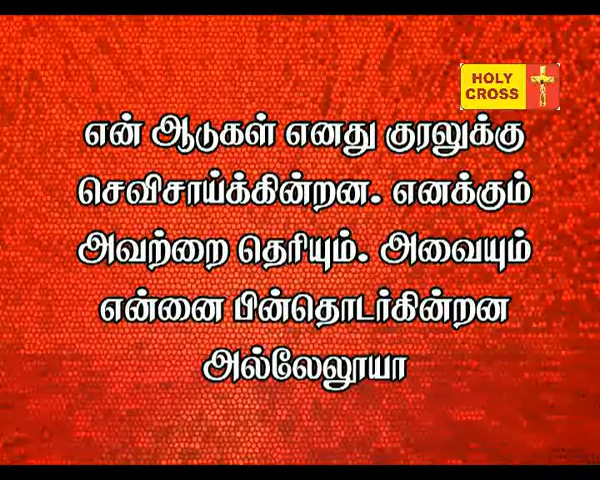 HOLY
CROSS
என் ஆடுகள் எனது குரலுக்கு
செவிசாய்க்கின்றன. எனக்கும்
அவற்றை தெரியும். அவையும்
என்னை பின்தொடர்கின்றன
அல்லேலூயா